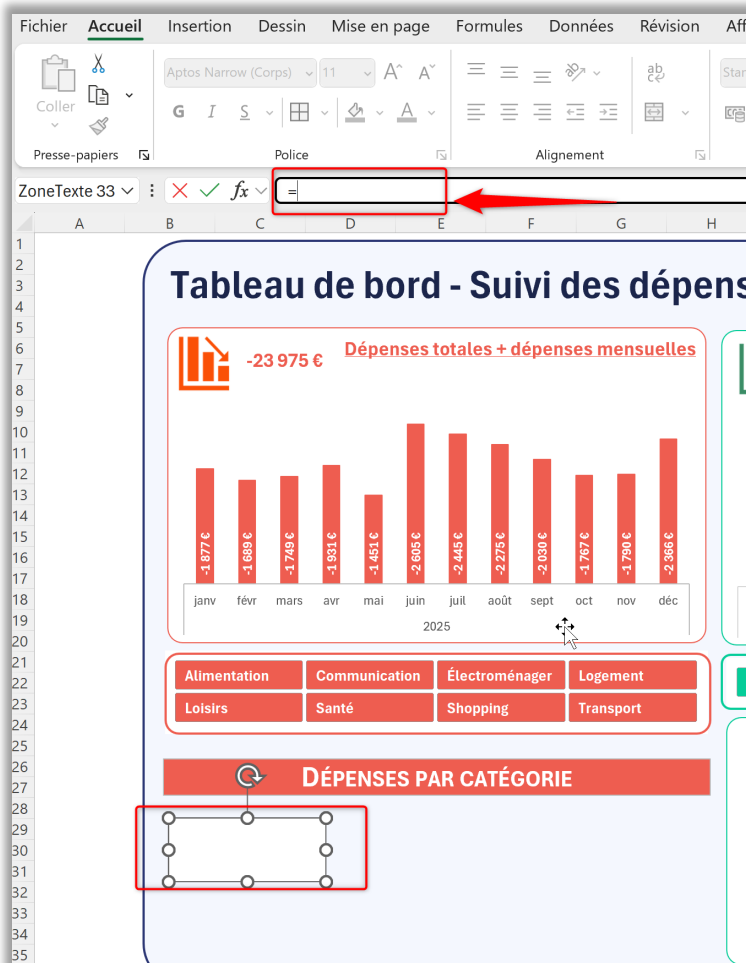 Fichier Accueil Insertion Dessin Mise en page Formules Données Révision Aff
Aptos Narrow (Corps) 11 A^ Aˇ ab Stan
Coller G I S A
Presse-papiers Police Alignement
ZoneTexte 33 fx =
A B C D E F G H
1
2
3
4
5
6
7
8
9
10
11
12
13
14
15
16
17
18
19
20
21
22
23
24
25
26
27
28
29
30
31
32
33
34
35
Tableau de bord - Suivi des dépens
-23 975 € Dépenses totales + dépenses mensuelles
-1 877 € -1 689 € -1 749 € -1 931 € -1 451 € -2 605 € -2 445 € -2 275 € -2 030 € -1 767 € -1 790 € -2 366 €
janv févr mars avr mai juin juil août sept oct nov déc
2025
Alimentation Communication Électroménager Logement
Loisirs Santé Shopping Transport
DÉPENSES PAR CATÉGORIE